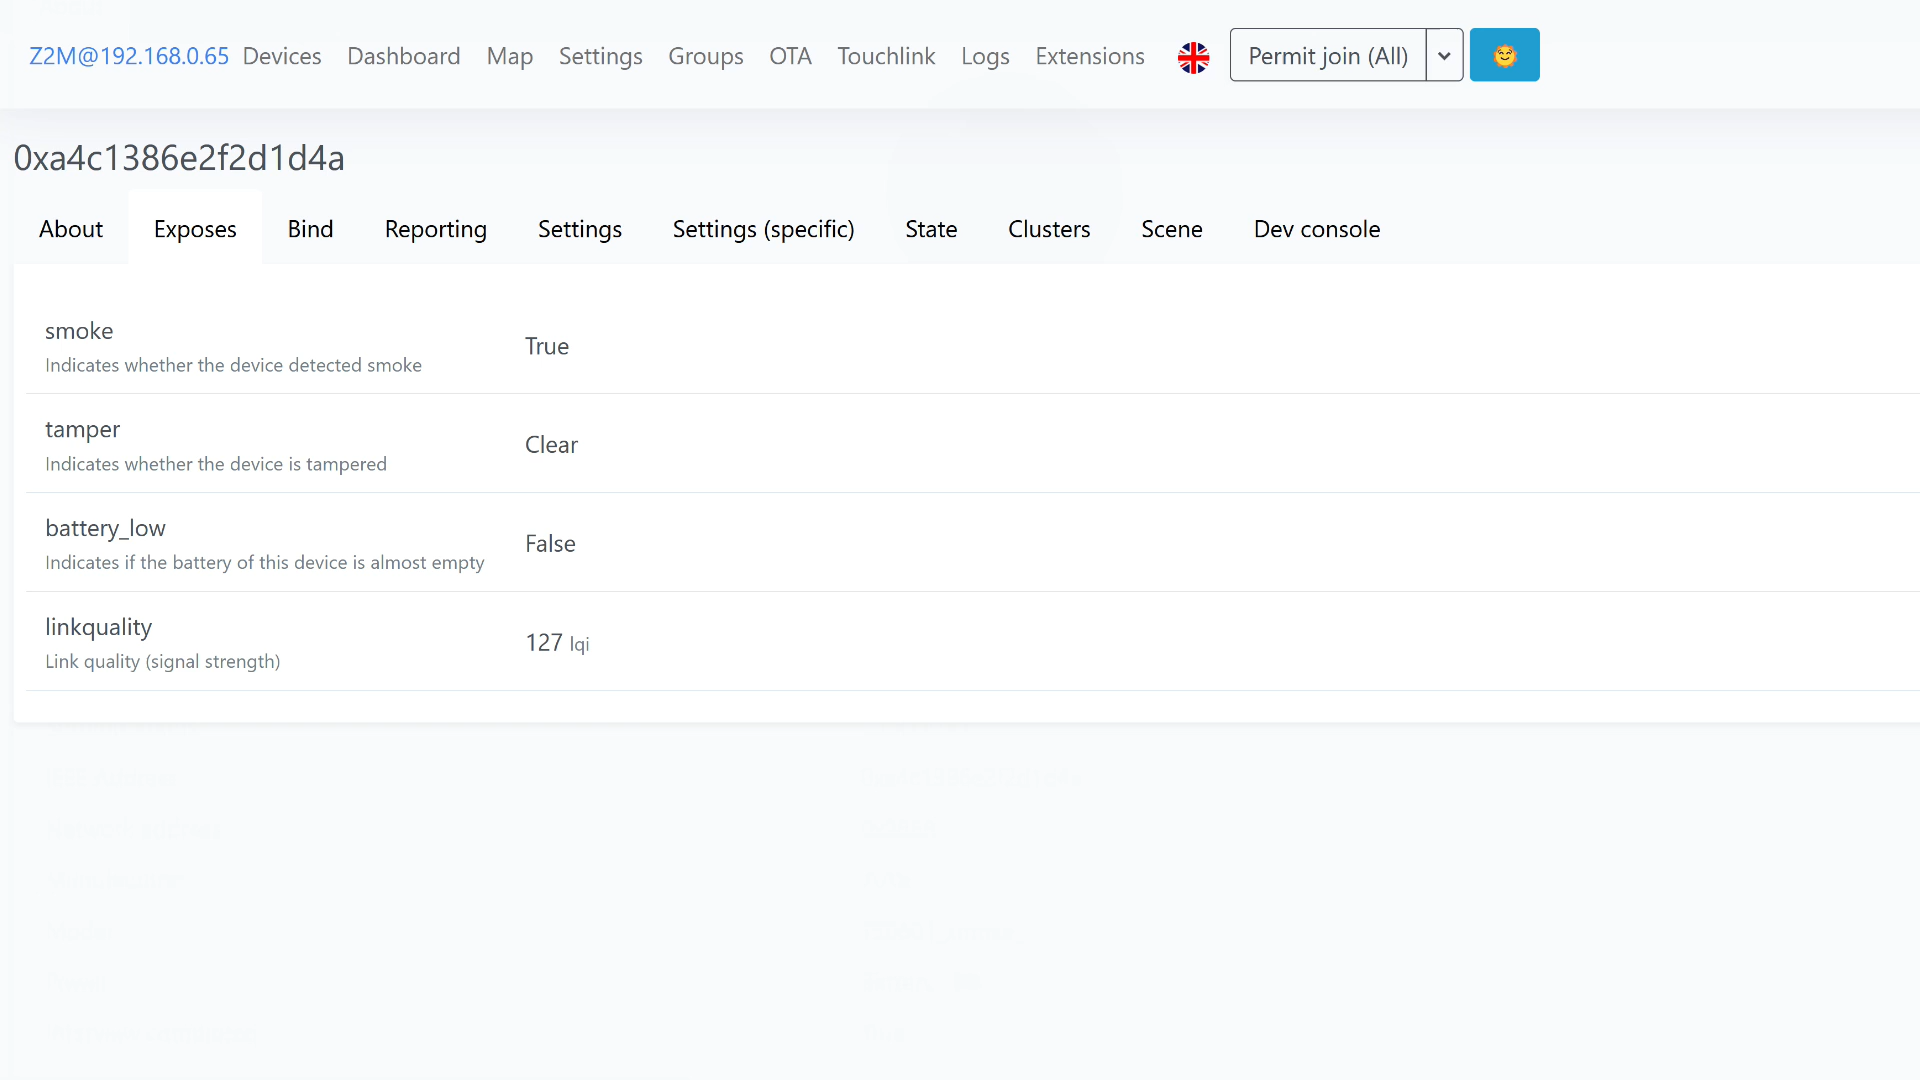 Z2M@192.168.0.65 Devices Dashboard Map Settings Groups OTA Touchlink Logs Extensions Permit join (All)
0xa4c1386e2f2d1d4a
About Exposes Bind Reporting Settings Settings (specific) State Clusters Scene Dev console
smoke
True
Indicates whether the device detected smoke
tamper
Clear
Indicates whether the device is tampered
battery_low
False
Indicates if the battery of this device is almost empty
linkquality
127 lqi
Link quality (signal strength)